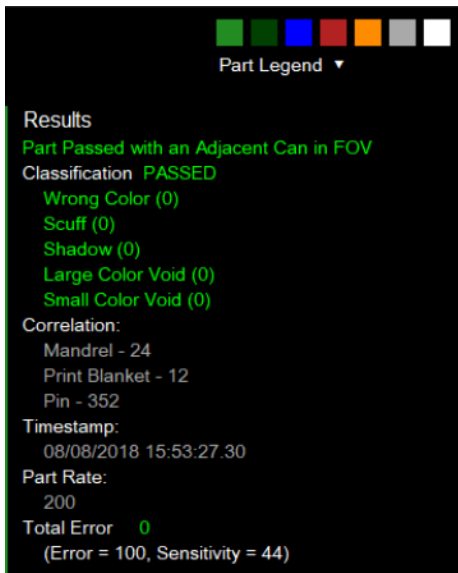 Part Legend ▼
Results
Part Passed with an Adjacent Can in FOV
Classification PASSED
Wrong Color (0)
Scuff (0)
Shadow (0)
Large Color Void (0)
Small Color Void (0)
Correlation:
Mandrel - 24
Print Blanket - 12
Pin - 352
Timestamp:
08/08/2018 15:53:27.30
Part Rate:
200
Total Error 0
(Error = 100, Sensitivity = 44)